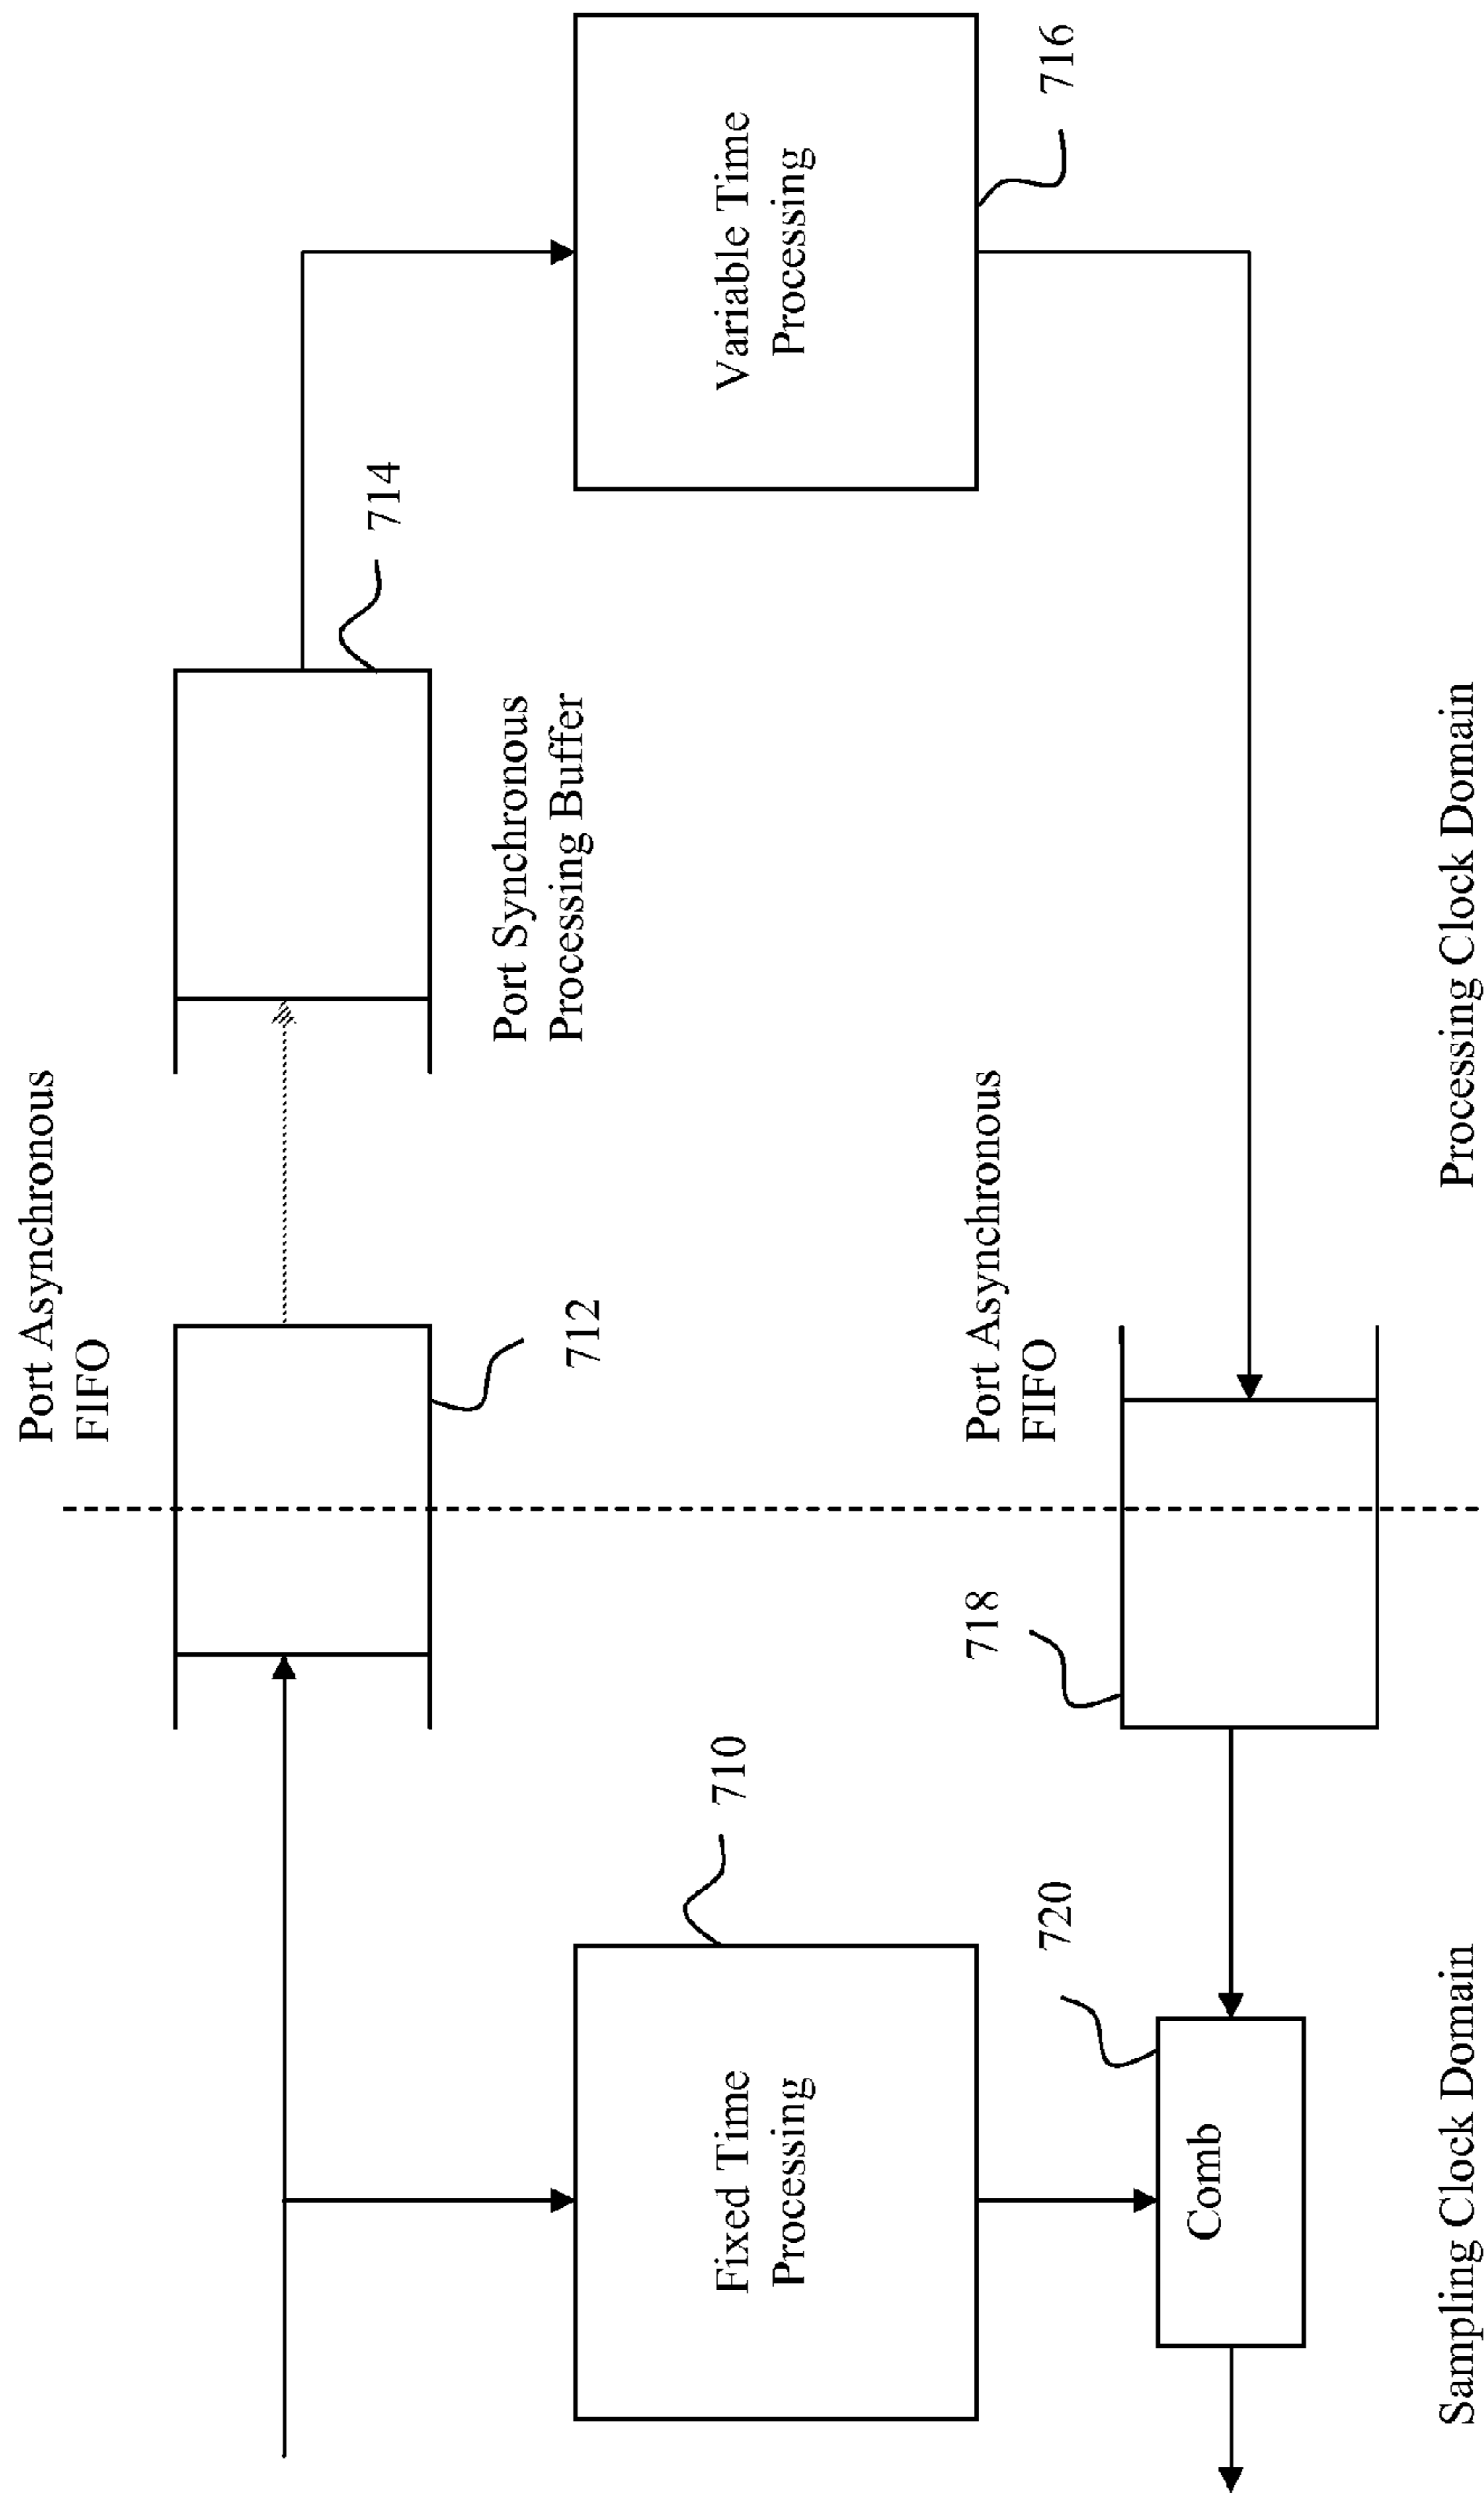 Port Asynchronous
FIFO
712
714
Port Synchronous
Processing Buffer
710
Fixed Time
Processing
Variable Time
Processing
716
718
Port Asynchronous
FIFO
720
Comb
Sampling Clock Domain
Processing Clock Domain